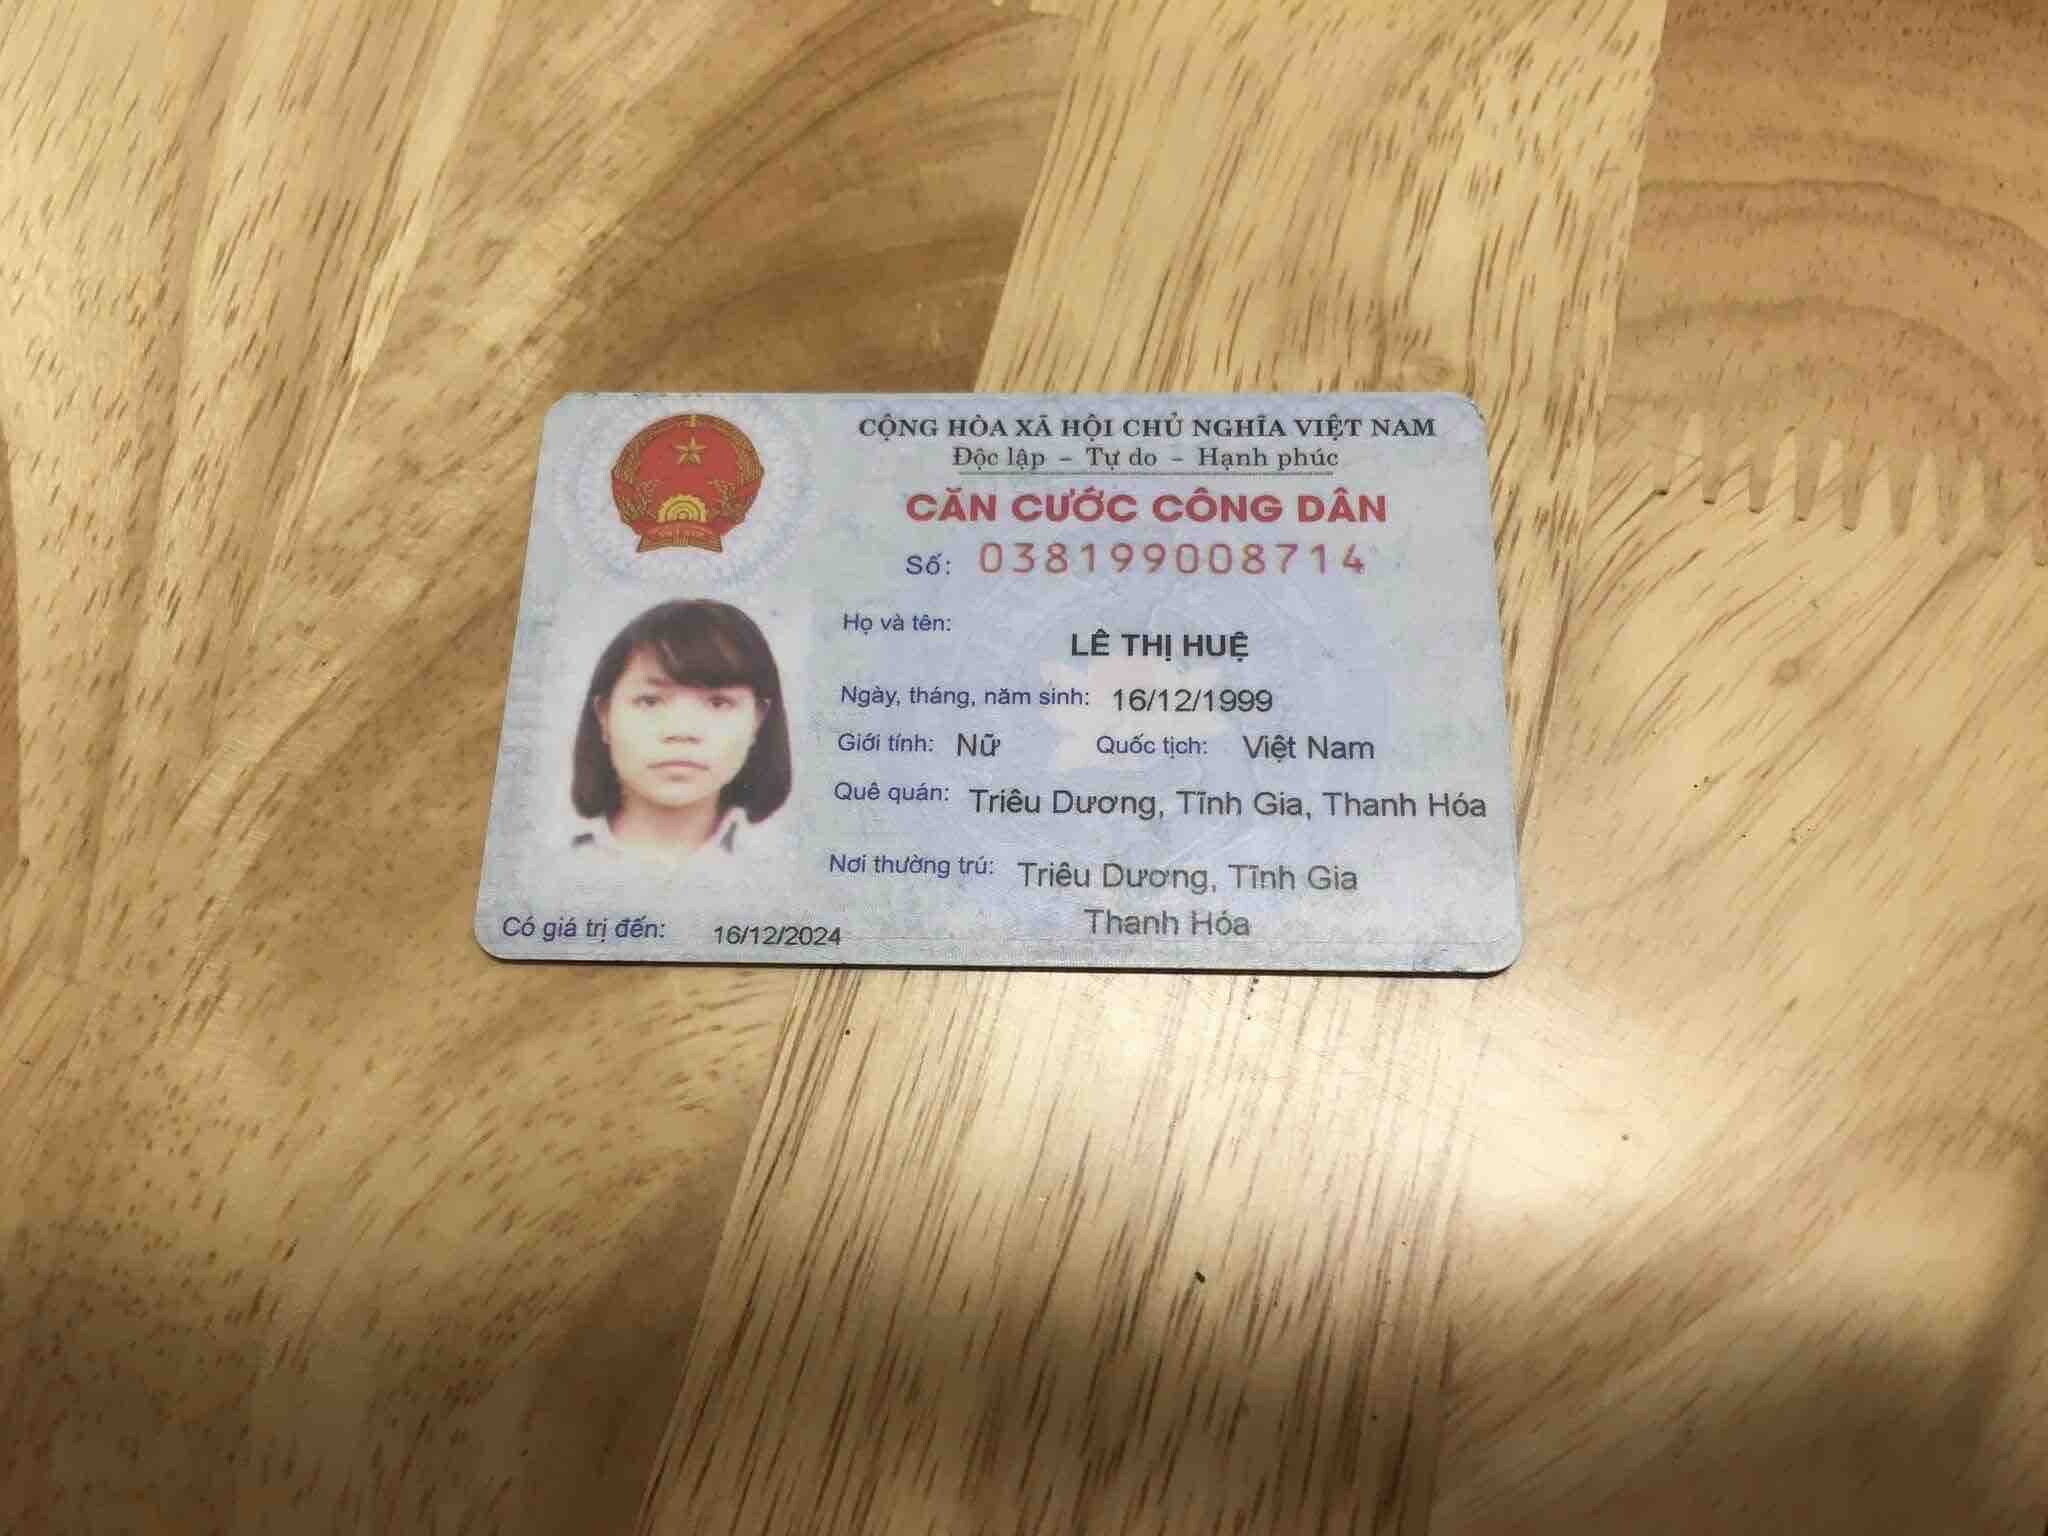 CỘNG HÒA XÃ HỘI CHỦ NGHĨA VIỆT NAM
Độc lập – Tự do – Hạnh phúc
CĂN CƯỚC CÔNG DÂN
Số: 038199008714
Họ và tên:
LÊ THỊ HUỆ
Ngày, tháng, năm sinh: 16/12/1999
Giới tính: Nữ Quốc tịch: Việt Nam
Quê quán: Triêu Dương, Tĩnh Gia, Thanh Hóa
Nơi thường trú: Triêu Dương, Tĩnh Gia
Thanh Hóa
Có giá trị đến: 16/12/2024